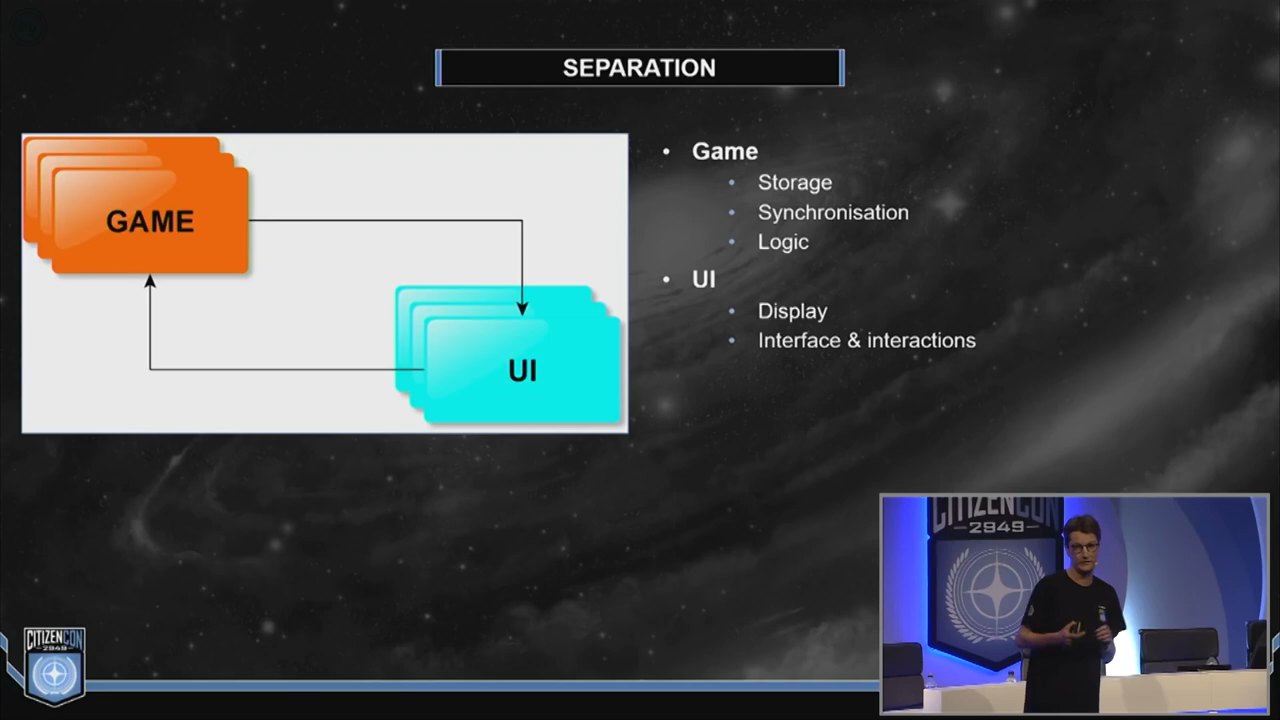 SEPARATION
GAME
UI
• Game
• Storage
• Synchronisation
• Logic
• UI
• Display
• Interface & interactions
CITIZENCON
2949
CITIZENCON
2949